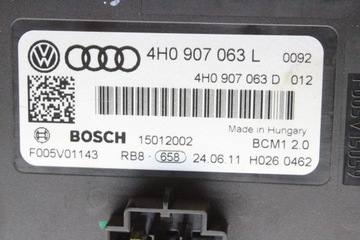 4H0 907 063 L 0092
4H0 907 063 D 012
Made in Hungary
BOSCH 15012002 BCM1 2.0
F005V01143 RB8- 658 24.06.11 H026 0462